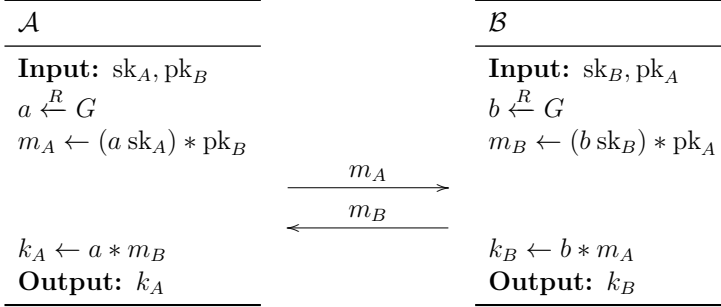 𝒜
Input: sk_A, pk_B
a ←^R G
m_A ← (a sk_A) * pk_B
k_A ← a * m_B
Output: k_A
m_A
m_B
ℬ
Input: sk_B, pk_A
b ←^R G
m_B ← (b sk_B) * pk_A
k_B ← b * m_A
Output: k_B